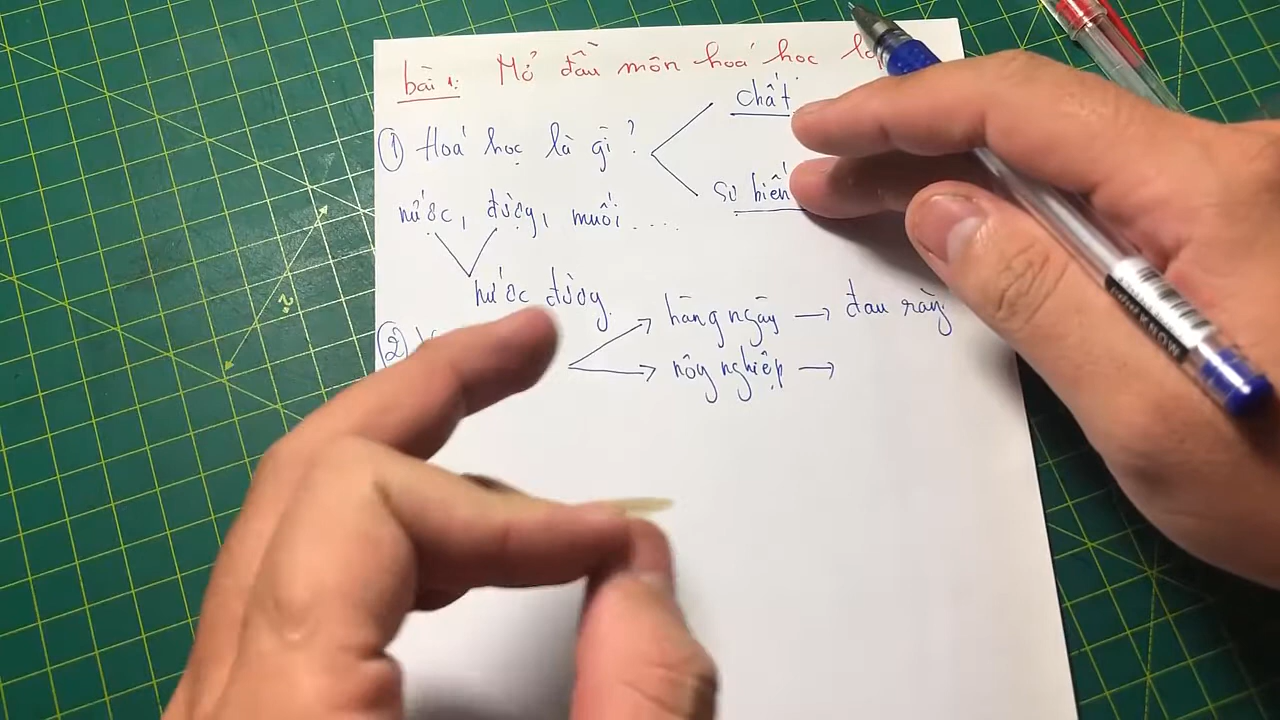 bài 1: Mở đầu môn hoá học
chất
① Hoá học là gì?
sự biến
nước, đường, muối ....
nước đường
② hàng ngày → đau răng
nông nghiệp →